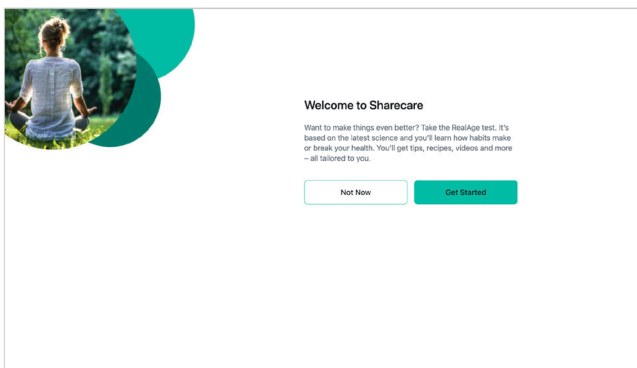 Welcome to Sharecare
Want to make things even better? Take the RealAge test. It's
based on the latest science and you'll learn how habits make
or break your health. You'll get tips, recipes, videos and more
– all tailored to you.
Not Now
Get Started